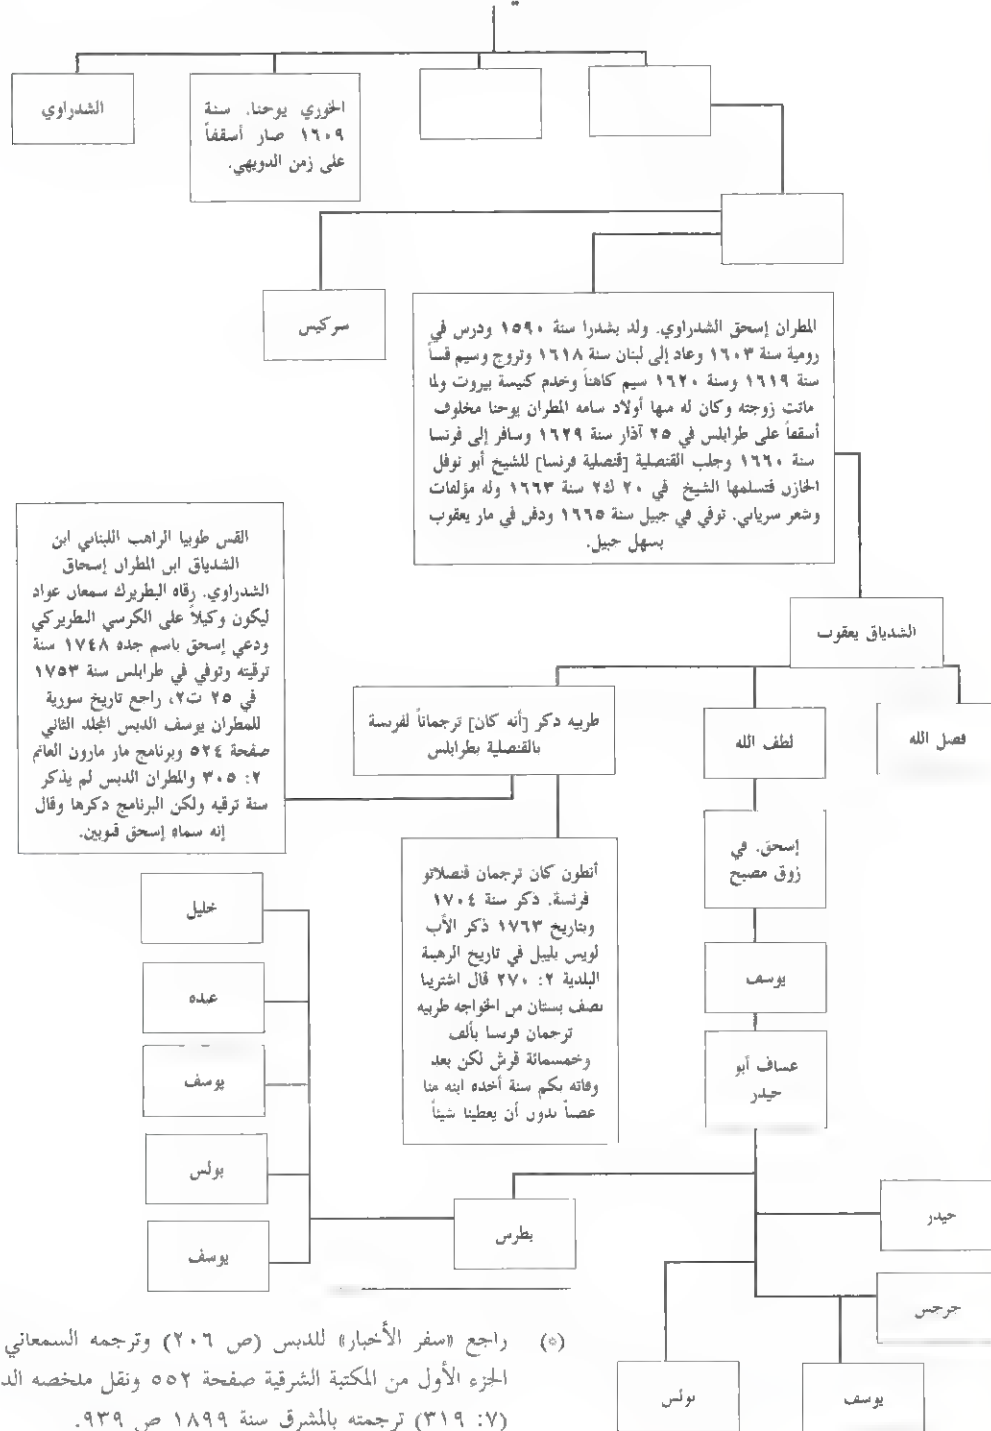 الشدراوي
الخوري يوحنا. سنة
١٦٠٩ صار أسقفاً
على زمن الدويهي.
سركيس
المطران إسحق الشدراوي. ولد بشدرا سنة ١٥٩٠ ودرس في
رومية سنة ١٦٠٣ وعاد إلى لبنان سنة ١٦١٨ وتزوج وسيم قساً
سنة ١٦١٩ وسنة ١٦٢٠ سيم كاهناً وخدم كنيسة بيروت ولما
ماتت زوجته وكان له منها أولاد سامه المطران يوحنا مخلوف
أسقفاً على طرابلس في ٢٥ آذار سنة ١٦٢٩ وسافر إلى فرنسا
سنة ١٦٦٠ وجلب القنصلية [قنصلية فرنسا] للشيخ أبو نوفل
الخازن فتسلمها الشيخ في ٢٠ ك٢ سنة ١٦٦٣ وله مؤلفات
وشعر سرياني. توفي في جبيل سنة ١٦٦٥ ودفن في مار يعقوب
بسهل جبيل.
القس طوبيا الراهب اللبناني ابن
الشدياق ابن المطران إسحاق
الشدراوي. رقاه البطريرك سمعان عواد
ليكون وكيلاً على الكرسي البطريركي
ودعي إسحق باسم جده ١٧٤٨ سنة
ترقيته وتوفي في طرابلس سنة ١٧٥٣
في ٢٥ ت٢، راجع تاريخ سورية
للمطران يوسف الدبس المجلد الثاني
صفحة ٥٢٤ وبرنامج مار مارون الغانم
٢: ٣٠٥ والمطران الدبس لم يذكر
سنة ترقيه ولكن البرنامج ذكرها وقال
إنه سماه إسحق قنوبين.
الشدياق يعقوب
طربيه ذكر [أنه كان] ترجماناً لفرنسة
بالقنصلية بطرابلس
لطف الله
فضل الله
إسحق. في
زوق مصبح
أنطون كان ترجمان قنصلاتو
فرنسة. ذكر سنة ١٧٠٤
وبتاريخ ١٧٦٣ ذكر الأب
لويس بليبل في تاريخ الرهبنة
البلدية ٢: ٢٧٠ قال اشترينا
نصف بستان من الخواجه طربيه
ترجمان فرنسا بألف
وخمسمائة قرش لكن بعد
وفاته بكم سنة أخذه ابنه منا
غصباً بدون أن يعطينا شيئاً
خليل
عبده
يوسف
يوسف
عساف أبو
حيدر
يوسف
بولس
يوسف
بطرس
حيدر
جرجس
بولس
يوسف
(٥) راجع «سفر الأخبار» للدبس (ص ٢٠٦) وترجمه السمعاني
الجزء الأول من المكتبة الشرقية صفحة ٥٥٢ ونقل ملخصه الد
(٧: ٣١٩) ترجمته بالمشرق سنة ١٨٩٩ ص ٩٣٩.